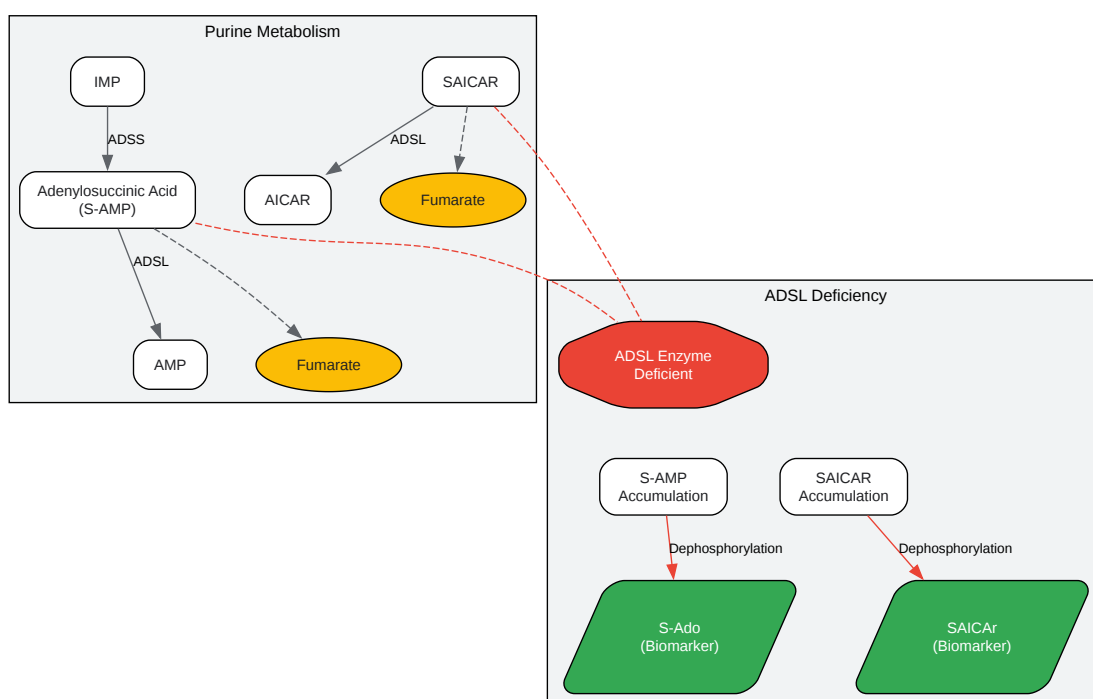 Purine Metabolism
IMP
SAICAR
ADSS
ADSL
Adenylosuccinic Acid
(S-AMP)
AICAR
Fumarate
ADSL
AMP
Fumarate
ADSL Deficiency
ADSL Enzyme
Deficient
S-AMP
Accumulation
SAICAR
Accumulation
Dephosphorylation
Dephosphorylation
S-Ado
(Biomarker)
SAICAr
(Biomarker)